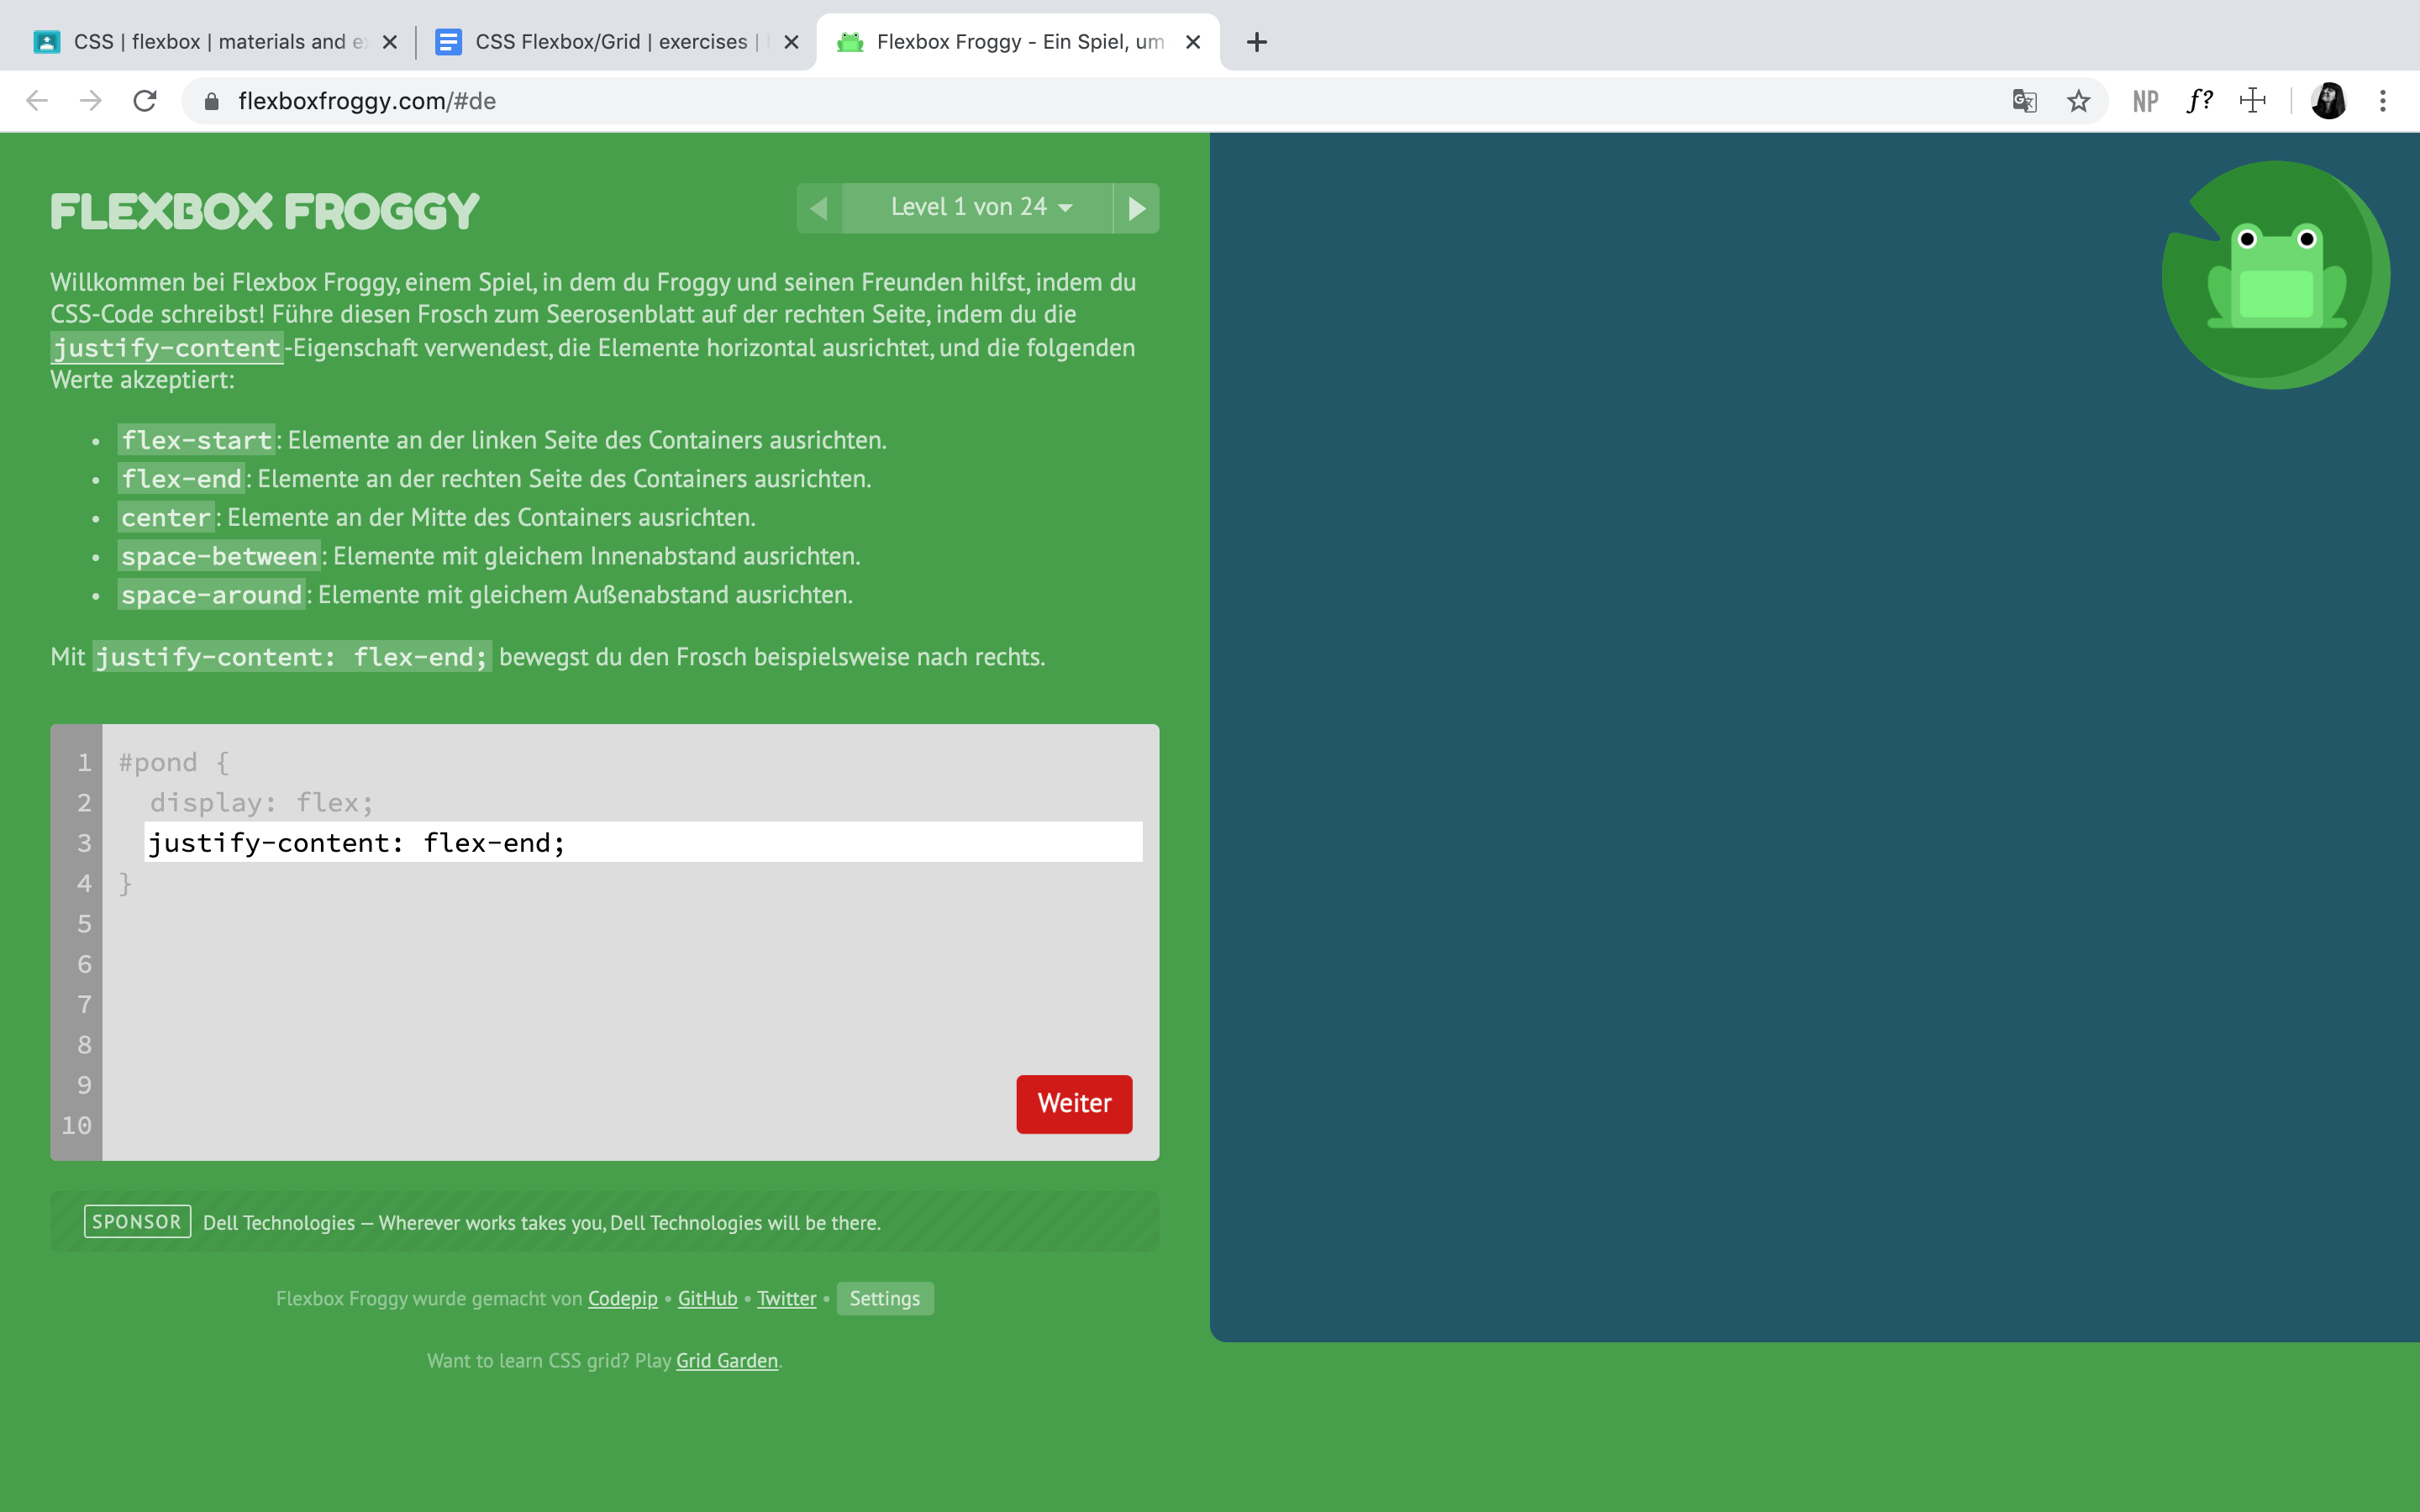 CSS | flexbox | materials and
CSS Flexbox/Grid | exercises |
Flexbox Froggy - Ein Spiel, um
flexboxfroggy.com/#de
NP
f?
FLEXBOX FROGGY
Level 1 von 24
Willkommen bei Flexbox Froggy, einem Spiel, in dem du Froggy und seinen Freunden hilfst, indem du
CSS-Code schreibst! Führe diesen Frosch zum Seerosenblatt auf der rechten Seite, indem du die
justify-content-Eigenschaft verwendest, die Elemente horizontal ausrichtet, und die folgenden
Werte akzeptiert:
• flex-start: Elemente an der linken Seite des Containers ausrichten.
• flex-end: Elemente an der rechten Seite des Containers ausrichten.
• center: Elemente an der Mitte des Containers ausrichten.
• space-between: Elemente mit gleichem Innenabstand ausrichten.
• space-around: Elemente mit gleichem Außenabstand ausrichten.
Mit justify-content: flex-end; bewegst du den Frosch beispielsweise nach rechts.
1 #pond {
2 display: flex;
3 justify-content: flex-end;
4 }
5
6
7
8
9
10
Weiter
SPONSOR Dell Technologies — Wherever works takes you, Dell Technologies will be there.
Flexbox Froggy wurde gemacht von Codepip • GitHub • Twitter • Settings
Want to learn CSS grid? Play Grid Garden.